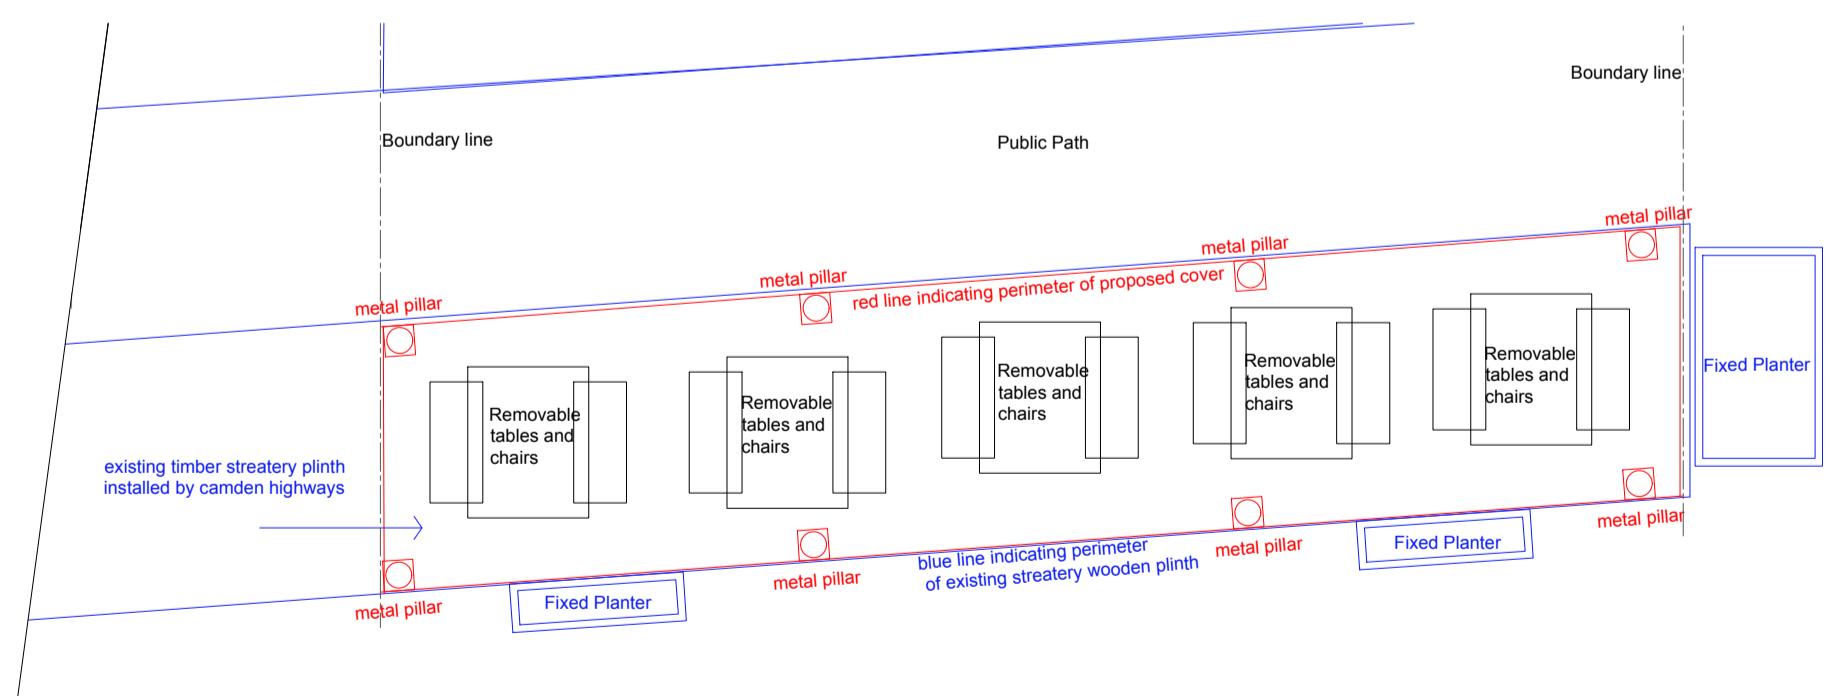 Boundary line
Boundary line
Public Path
metal pillar
metal pillar
metal pillar
metal pillar
red line indicating perimeter of proposed cover
Removable
tables and
chairs
Removable
tables and
chairs
Removable
tables and
chairs
Removable
tables and
chairs
Removable
tables and
chairs
Fixed Planter
existing timber streatery plinth
installed by camden highways
metal pillar
metal pillar
metal pillar
metal pillar
blue line indicating perimeter
of existing streatery wooden plinth
Fixed Planter
Fixed Planter